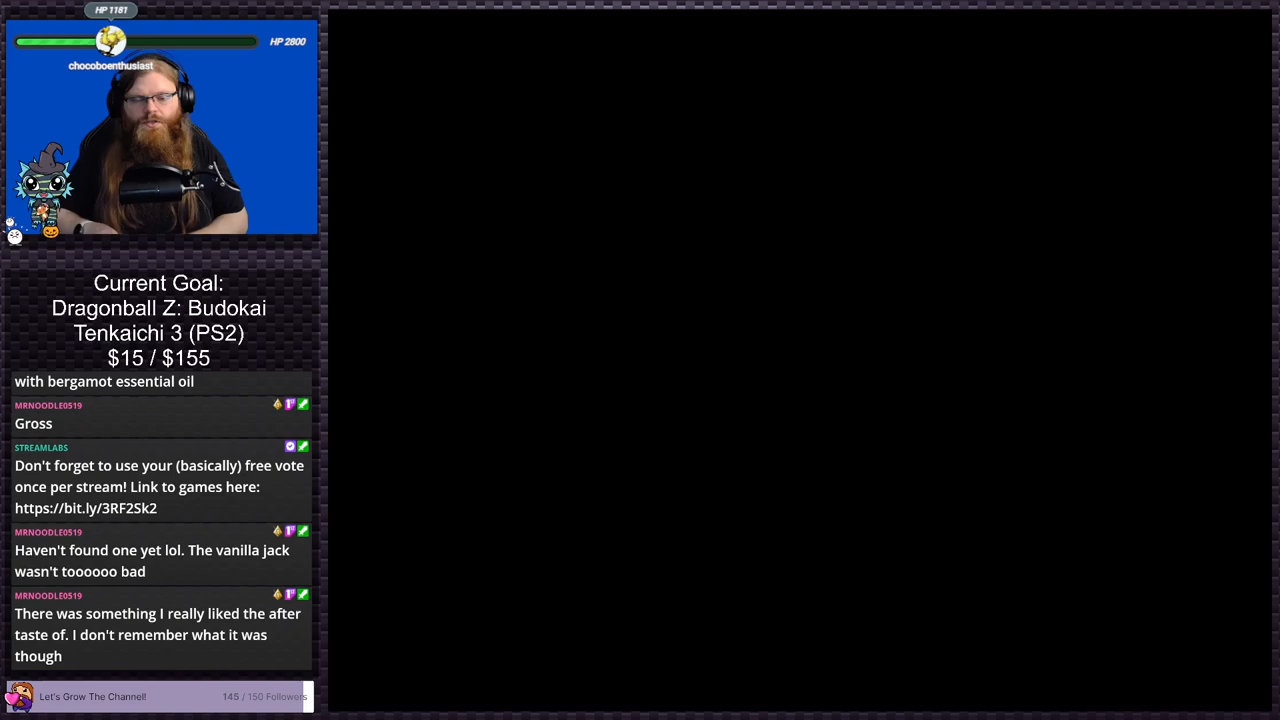 HP 1181
HP 2800
chocoboenthusiast
Current Goal:
Dragonball Z: Budokai
Tenkaichi 3 (PS2)
$15 / $155
with bergamot essential oil
MRNOODLE0519
Gross
STREAMLABS
Don't forget to use your (basically) free vote
once per stream! Link to games here:
https://bit.ly/3RF2Sk2
MRNOODLE0519
Haven't found one yet lol. The vanilla jack
wasn't toooooo bad
MRNOODLE0519
There was something I really liked the after
taste of. I don't remember what it was
though
Let's Grow The Channel! 145 / 150 Followers